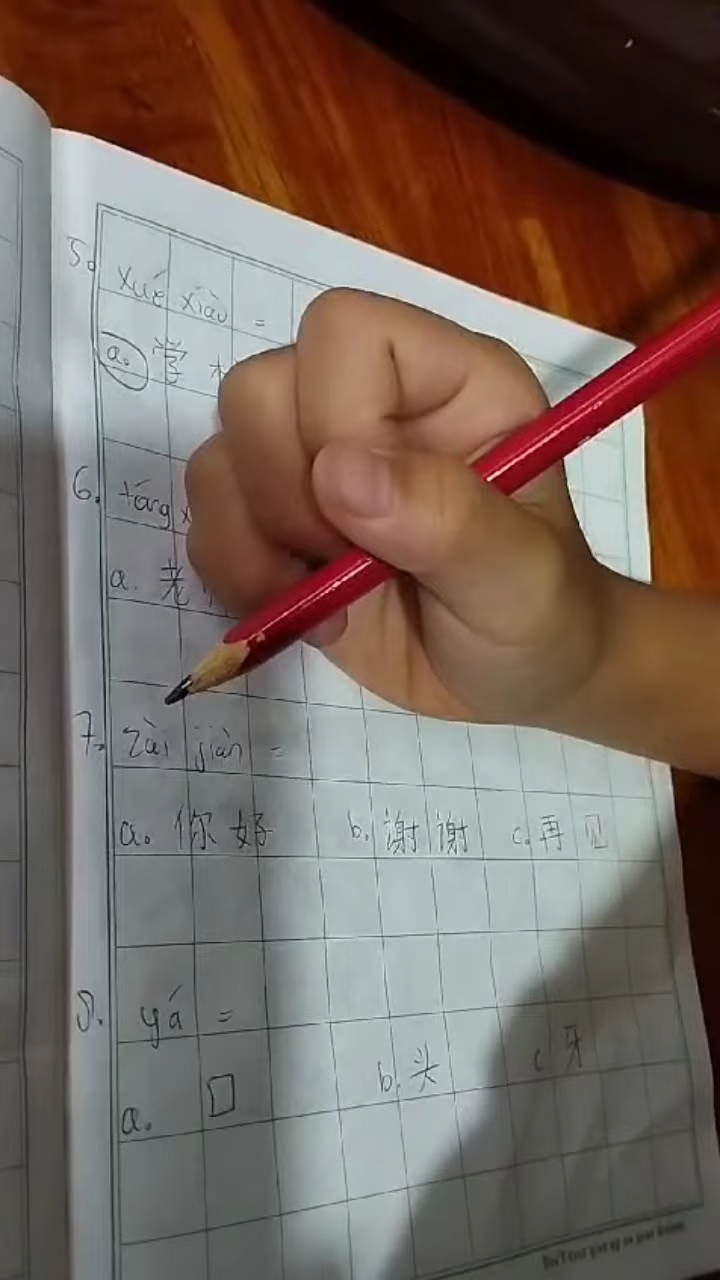 5. xué xiào =
a. 学
6. tóng
a. 老
7. zài jiàn =
a. 你好 b. 谢谢 c. 再见
8. yá =
a. 口 b. 头 c 牙